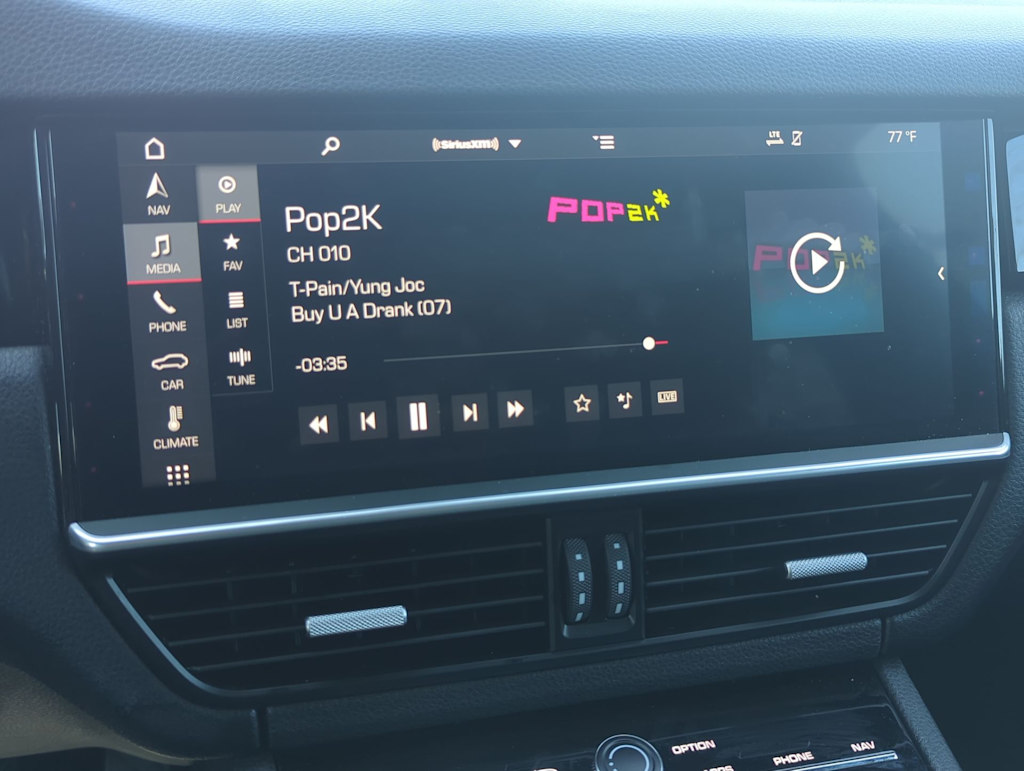 ((SiriusXM))
LTE
77 °F
NAV
MEDIA
PHONE
CAR
CLIMATE
PLAY
FAV
LIST
TUNE
Pop2K
CH 010
T-Pain/Yung Joc
Buy U A Drank (07)
-03:35
LIVE
POP2K*
POP2K*
OPTION
PHONE
NAV